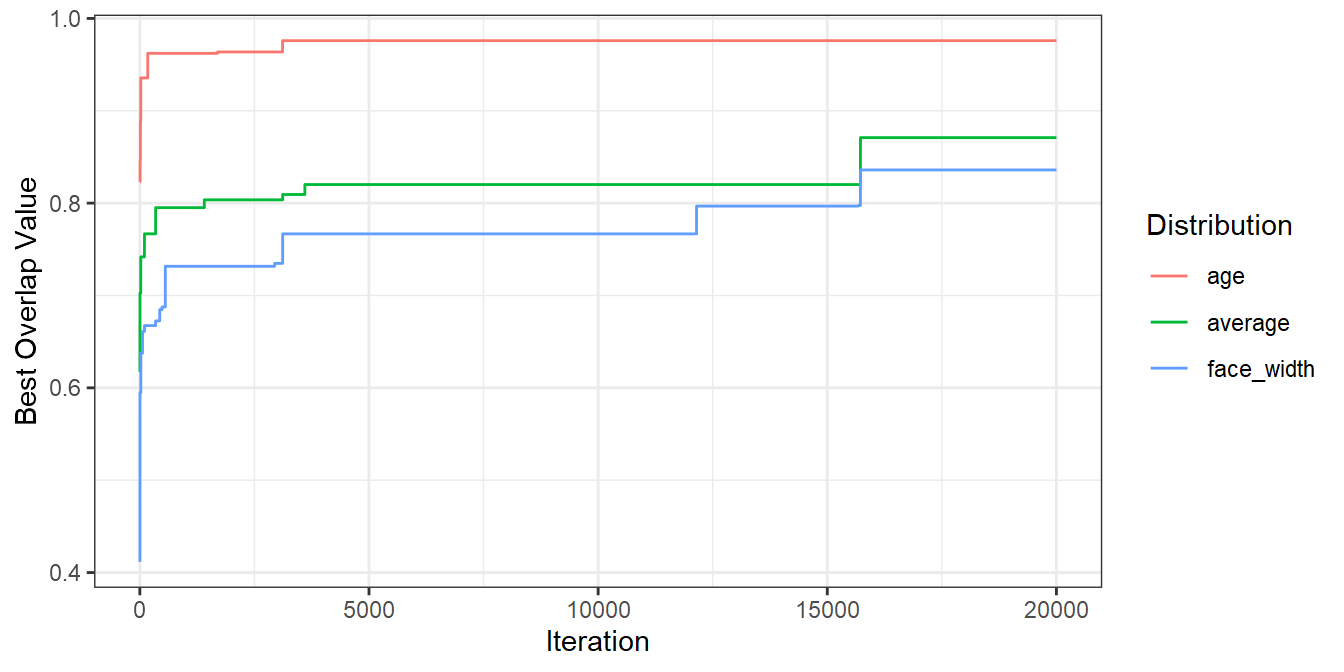 Best Overlap Value
1.0
0.8
0.6
0.4
0
5000
10000
15000
20000
Iteration
Distribution
age
average
face_width